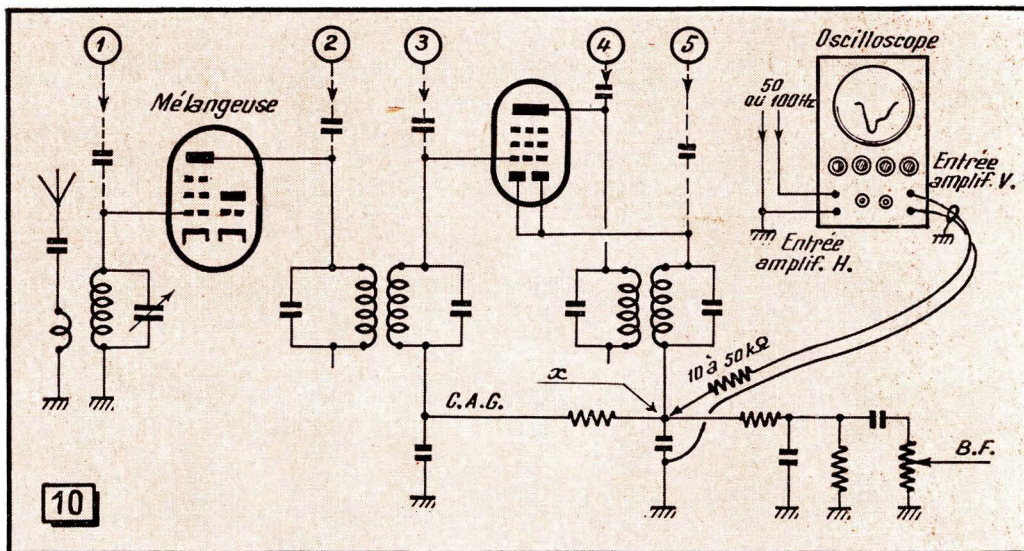 1
2
3
4
5
Oscilloscope
Mélangeuse
50
ou 100Hz
Entrée
amplif. V.
Entrée
amplif. H.
10 à 50 kΩ
x
C.A.G.
B.F.
10